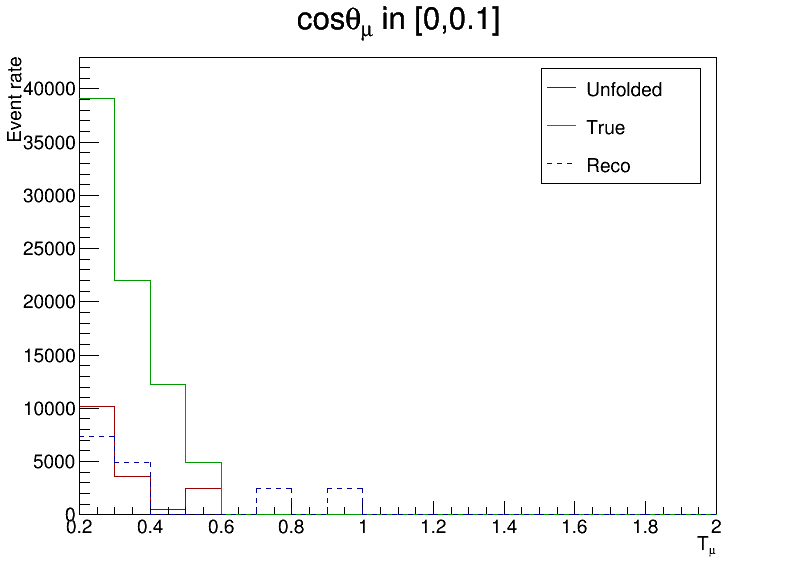 cosθμ in [0,0.1]
Event rate
40000
35000
30000
25000
20000
15000
10000
5000
0
Unfolded
True
Reco
0.2 0.4 0.6 0.8 1 1.2 1.4 1.6 1.8 2
Tμ